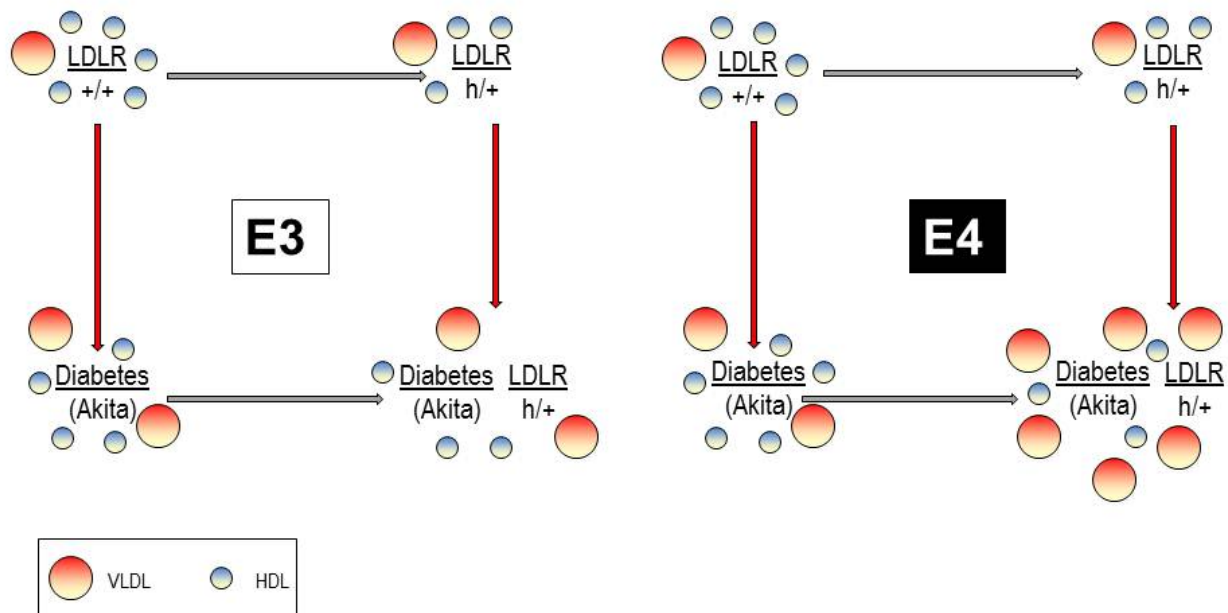 LDLR
+/+
LDLR
h/+
E3
Diabetes
(Akita)
Diabetes LDLR
(Akita) h/+
LDLR
+/+
LDLR
h/+
E4
Diabetes
(Akita)
Diabetes LDLR
(Akita) h/+
VLDL HDL